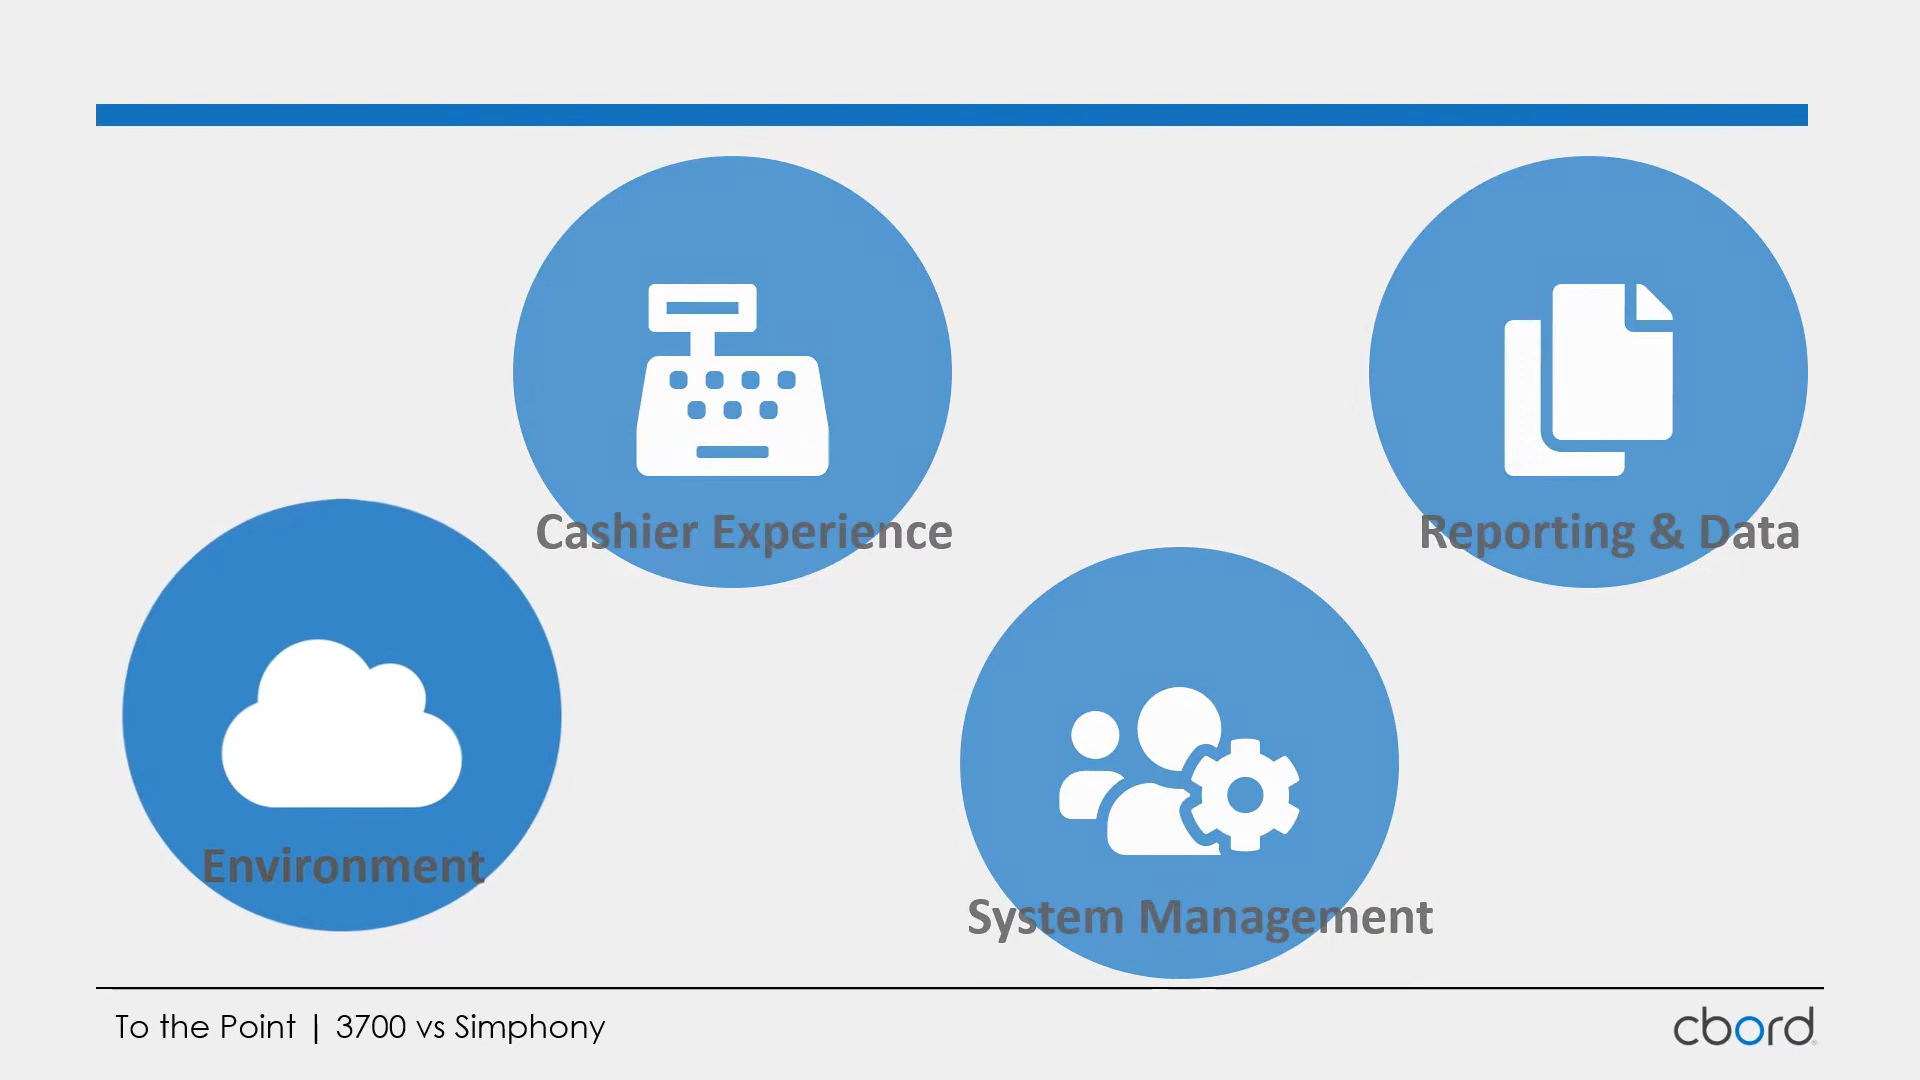 Cashier Experience
Reporting & Data
Environment
System Management
To the Point | 3700 vs Simphony
cbord